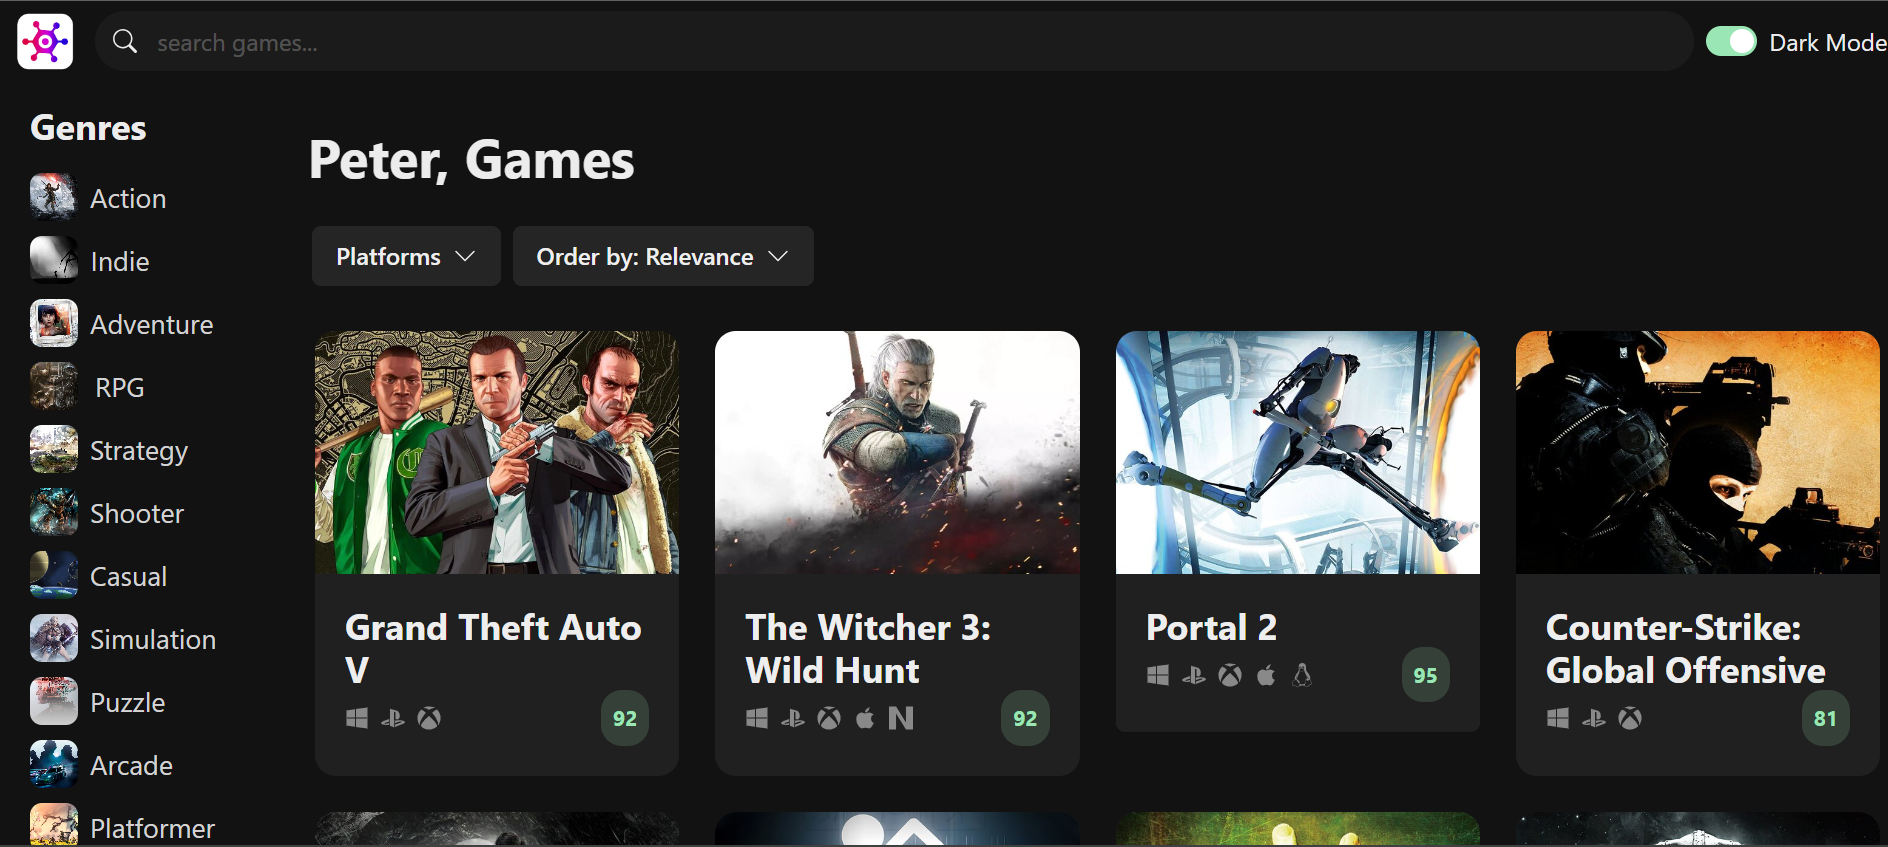 search games...
Dark Mode
Genres
Action
Indie
Adventure
RPG
Strategy
Shooter
Casual
Simulation
Puzzle
Arcade
Platformer
Peter, Games
Platforms
Order by: Relevance
Grand Theft Auto
V
92
The Witcher 3:
Wild Hunt
92
Portal 2
95
Counter-Strike:
Global Offensive
81